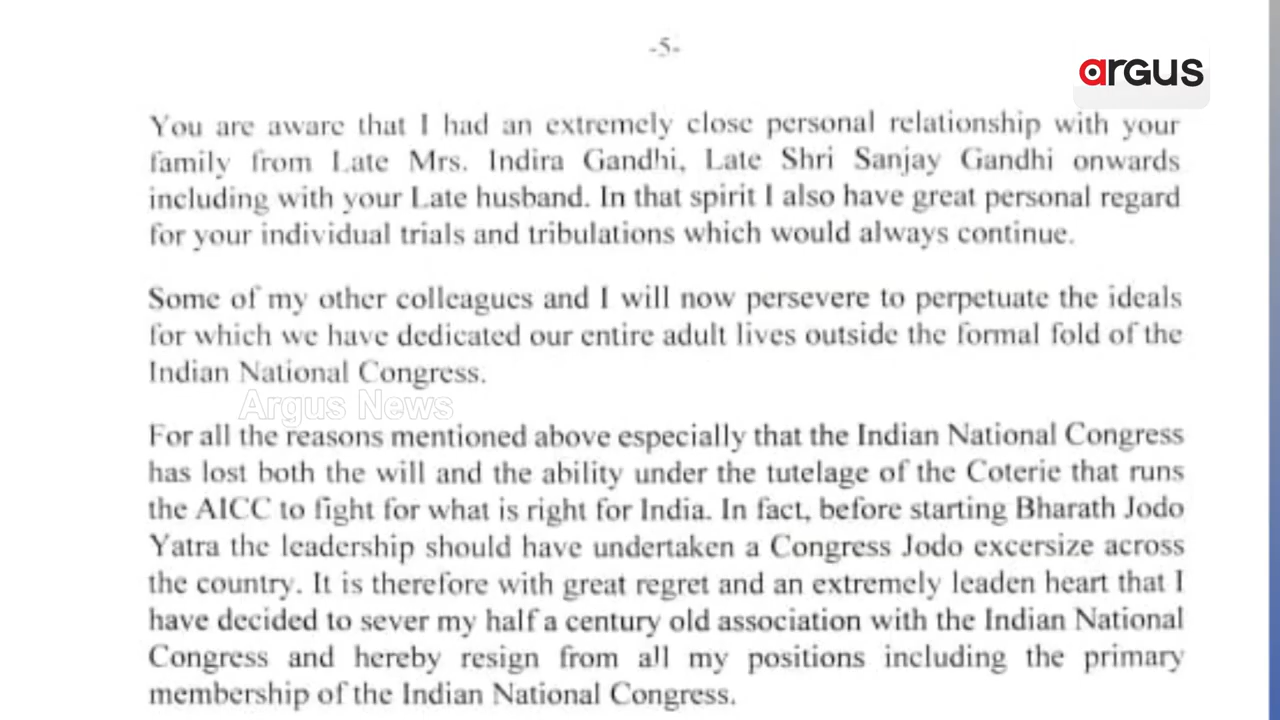 -5-
argus
You are aware that I had an extremely close personal relationship with your
family from Late Mrs. Indira Gandhi, Late Shri Sanjay Gandhi onwards
including with your Late husband. In that spirit I also have great personal regard
for your individual trials and tribulations which would always continue.
Some of my other colleagues and I will now persevere to perpetuate the ideals
for which we have dedicated our entire adult lives outside the formal fold of the
Indian National Congress.
Argus News
For all the reasons mentioned above especially that the Indian National Congress
has lost both the will and the ability under the tutelage of the Coterie that runs
the AICC to fight for what is right for India. In fact, before starting Bharath Jodo
Yatra the leadership should have undertaken a Congress Jodo excersize across
the country. It is therefore with great regret and an extremely leaden heart that I
have decided to sever my half a century old association with the Indian National
Congress and hereby resign from all my positions including the primary
membership of the Indian National Congress.